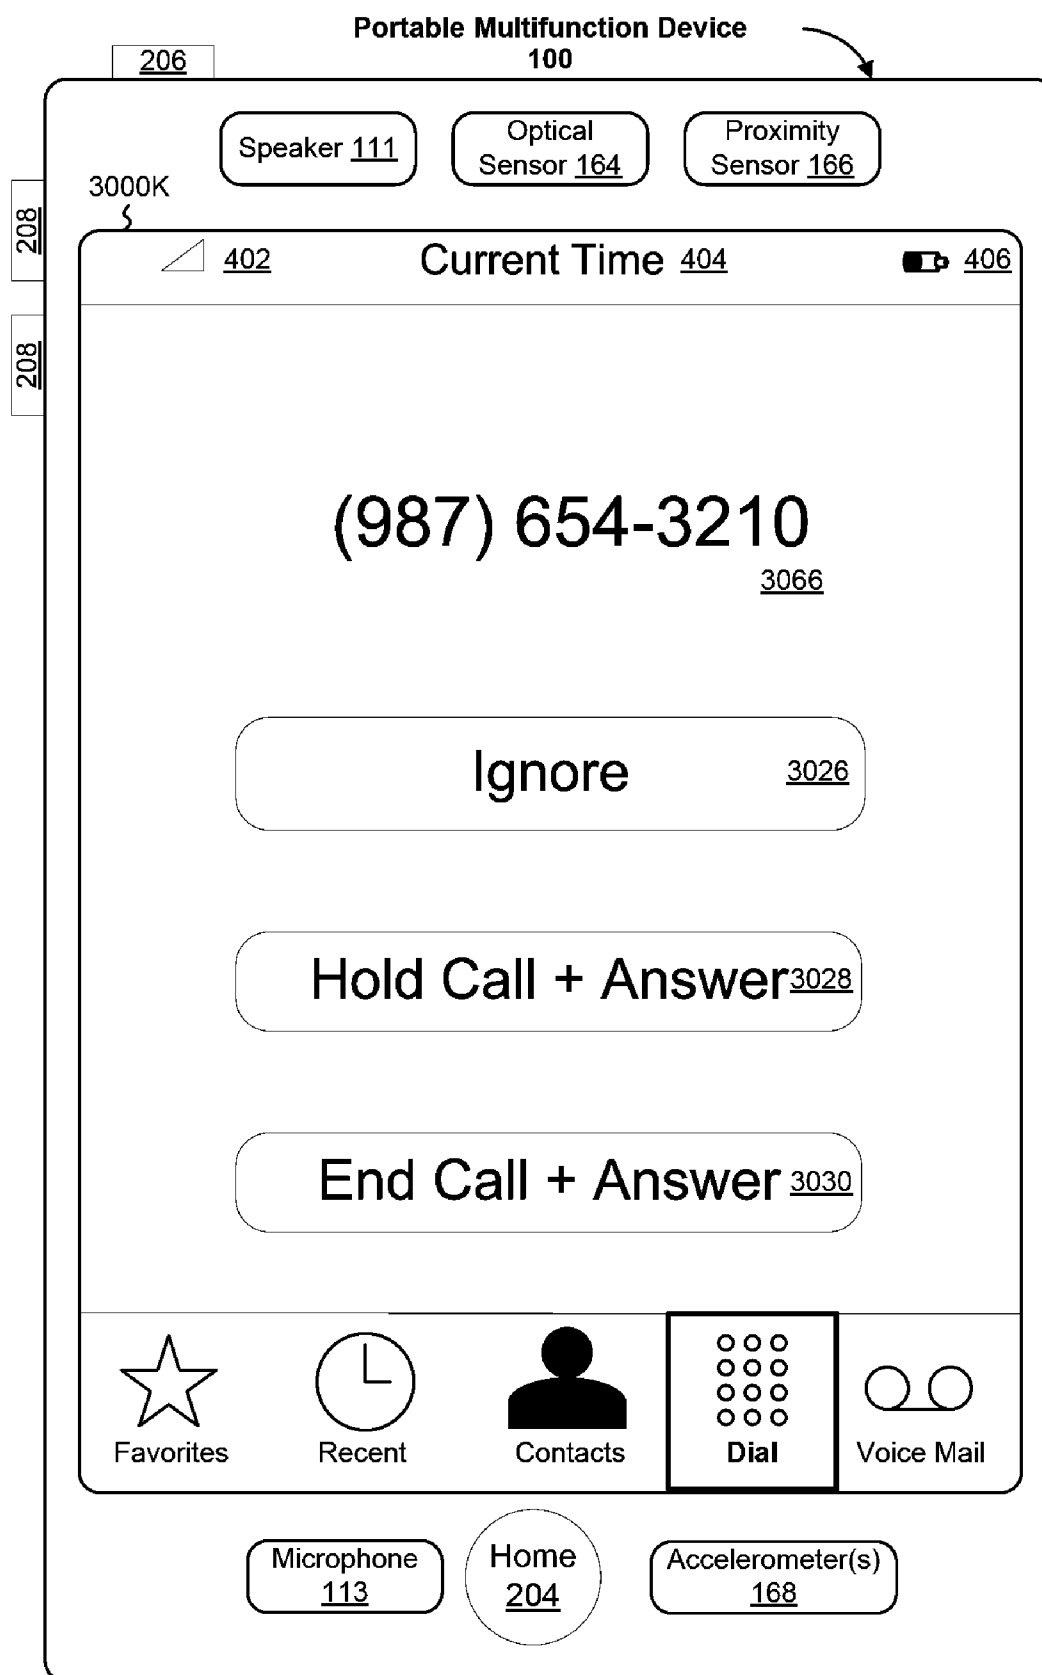 Portable Multifunction Device
100
206
Speaker 111
Optical
Sensor 164
Proximity
Sensor 166
3000K
208
208
402
Current Time 404
406
(987) 654-3210
3066
Ignore 3026
Hold Call + Answer 3028
End Call + Answer 3030
Favorites
Recent
Contacts
Dial
Voice Mail
Microphone
113
Home
204
Accelerometer(s)
168